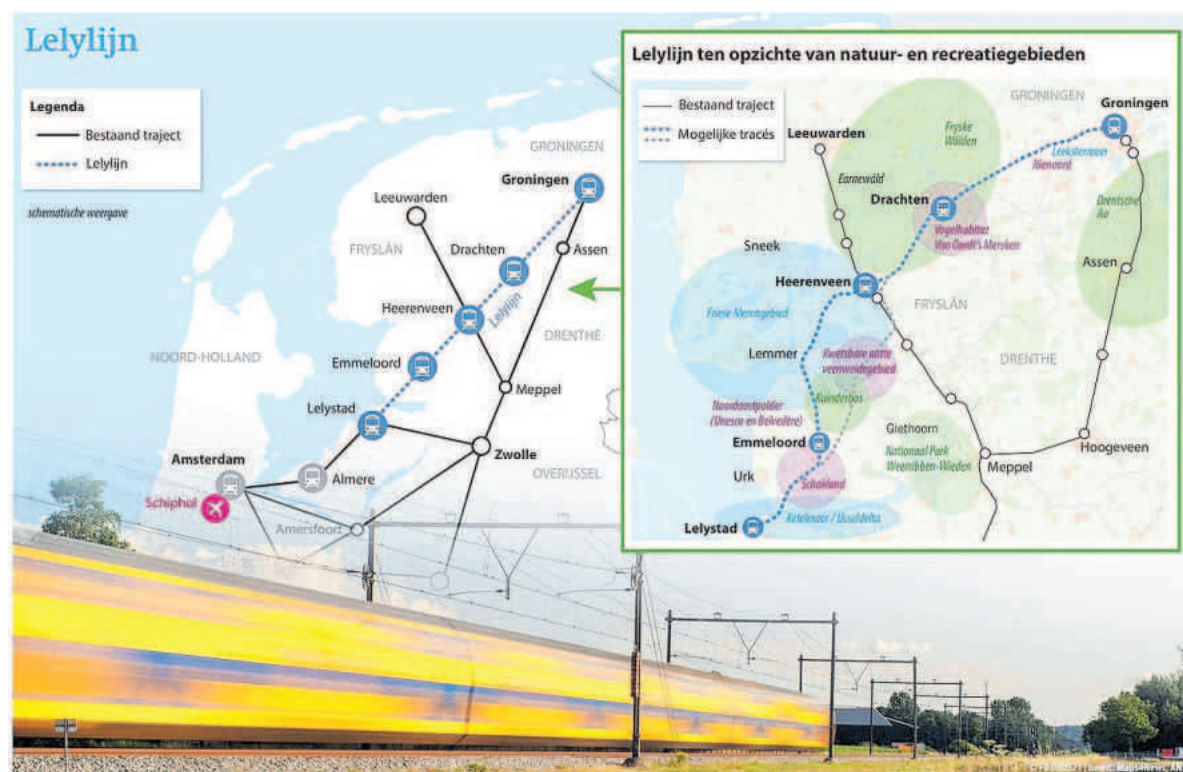 Lelylijn
Legenda
Bestaand traject
Lelylijn
schematische weergave
GRONINGEN
Groningen
Leeuwarden
Assen
FRYSLÂN
Drachten
Lelylijn
Heerenveen
DRENTHE
NOORD-HOLLAND
Emmeloord
Meppel
Lelystad
Zwolle
Amsterdam
Almere
OVERIJSSEL
Schiphol
Amersfoort
Lelylijn ten opzichte van natuur- en recreatiegebieden
Bestaand traject
Mogelijke tracés
GRONINGEN
Groningen
Leeuwarden
Fryske
Wâlden
Leekstermeer
Nienoord
Earnewâld
Drachten
Drentsche
Aa
Vogelhabitat
Van Oordt's Mersken
Sneek
Assen
Heerenveen
FRYSLÂN
Friese Merengebied
Lemmer
Kwetsbare natte
veenweidegebied
DRENTHE
Kuinderbos
Noordoostpolder
(Unesco en Belvédère)
Emmeloord
Giethoorn
Hoogeveen
Nationaal Park
Weerribben-Wieden
Meppel
Urk
Schokland
Lelystad
Ketelmeer / IJsseldelta